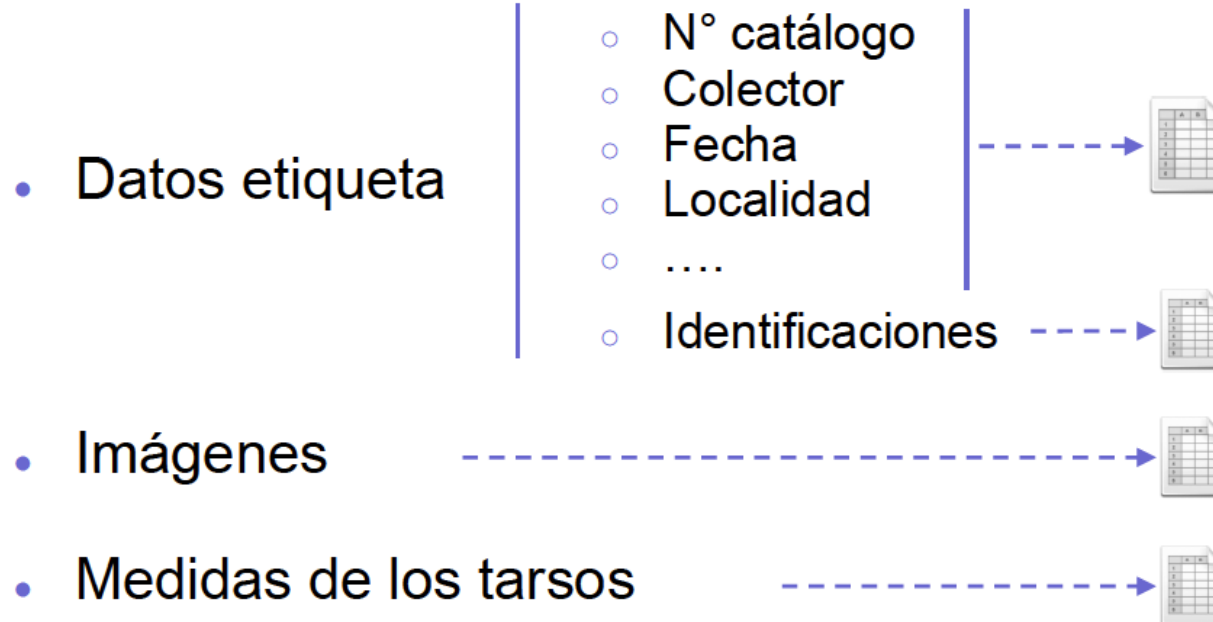 N° catálogo
Colector
Fecha
Datos etiqueta
Localidad
….
Identificaciones
Imágenes
Medidas de los tarsos